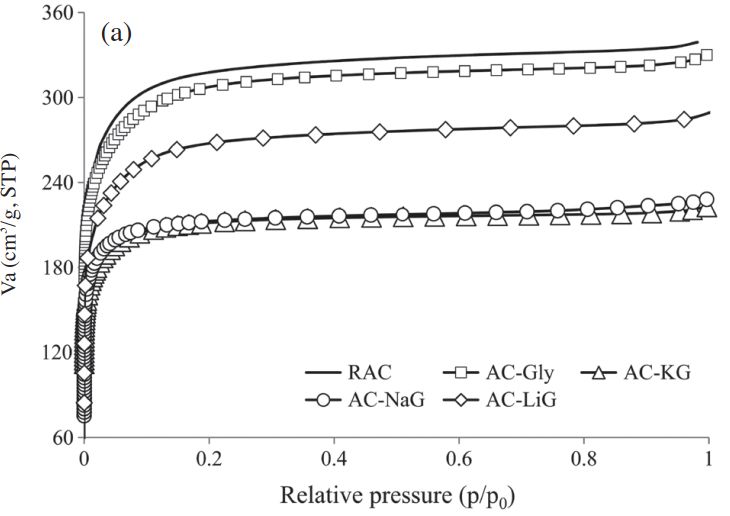 (a)
360
300
240
180
120
60
Va (cm³/g, STP)
RAC AC-Gly AC-KG
AC-NaG AC-LiG
0 0.2 0.4 0.6 0.8 1
Relative pressure (p/p₀)